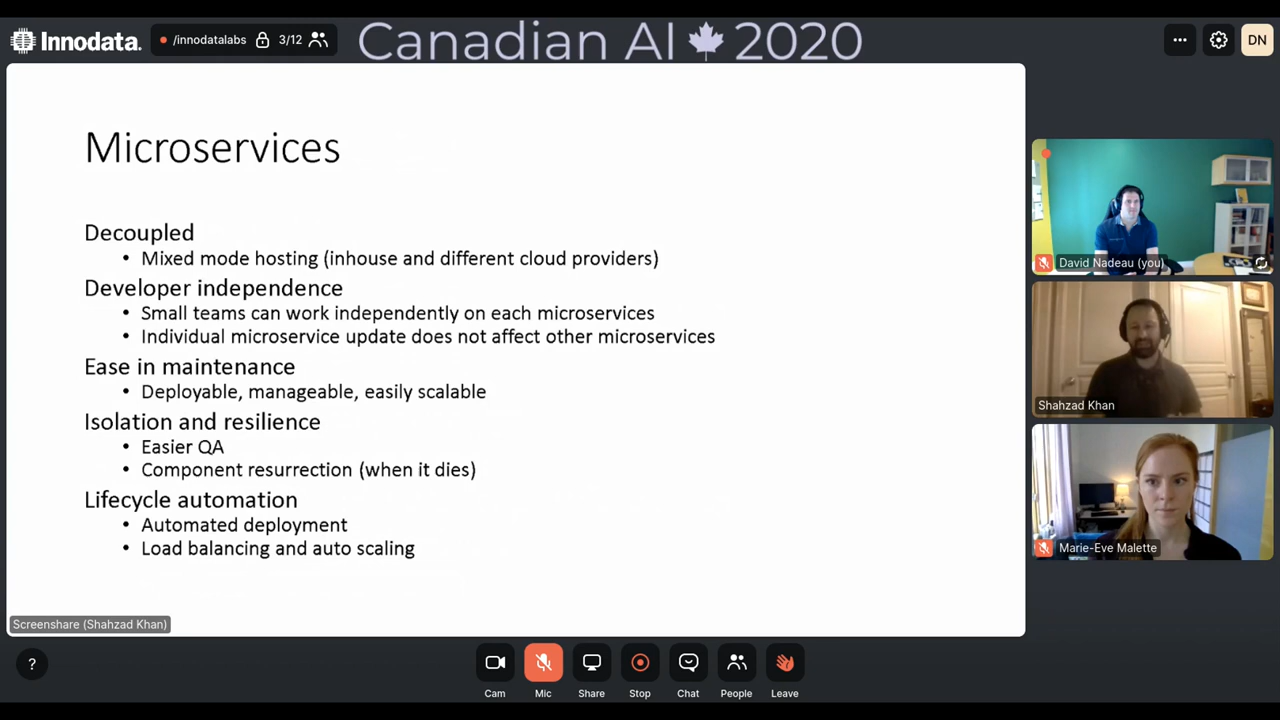 Innodata.
/innodatalabs
3/12
Canadian AI 2020
DN
Microservices
Decoupled
• Mixed mode hosting (inhouse and different cloud providers)
Developer independence
• Small teams can work independently on each microservices
• Individual microservice update does not affect other microservices
Ease in maintenance
• Deployable, manageable, easily scalable
Isolation and resilience
• Easier QA
• Component resurrection (when it dies)
Lifecycle automation
• Automated deployment
• Load balancing and auto scaling
Screenshare (Shahzad Khan)
David Nadeau (you)
Shahzad Khan
Marie-Eve Malette
?
Cam
Mic
Share
Stop
Chat
People
Leave